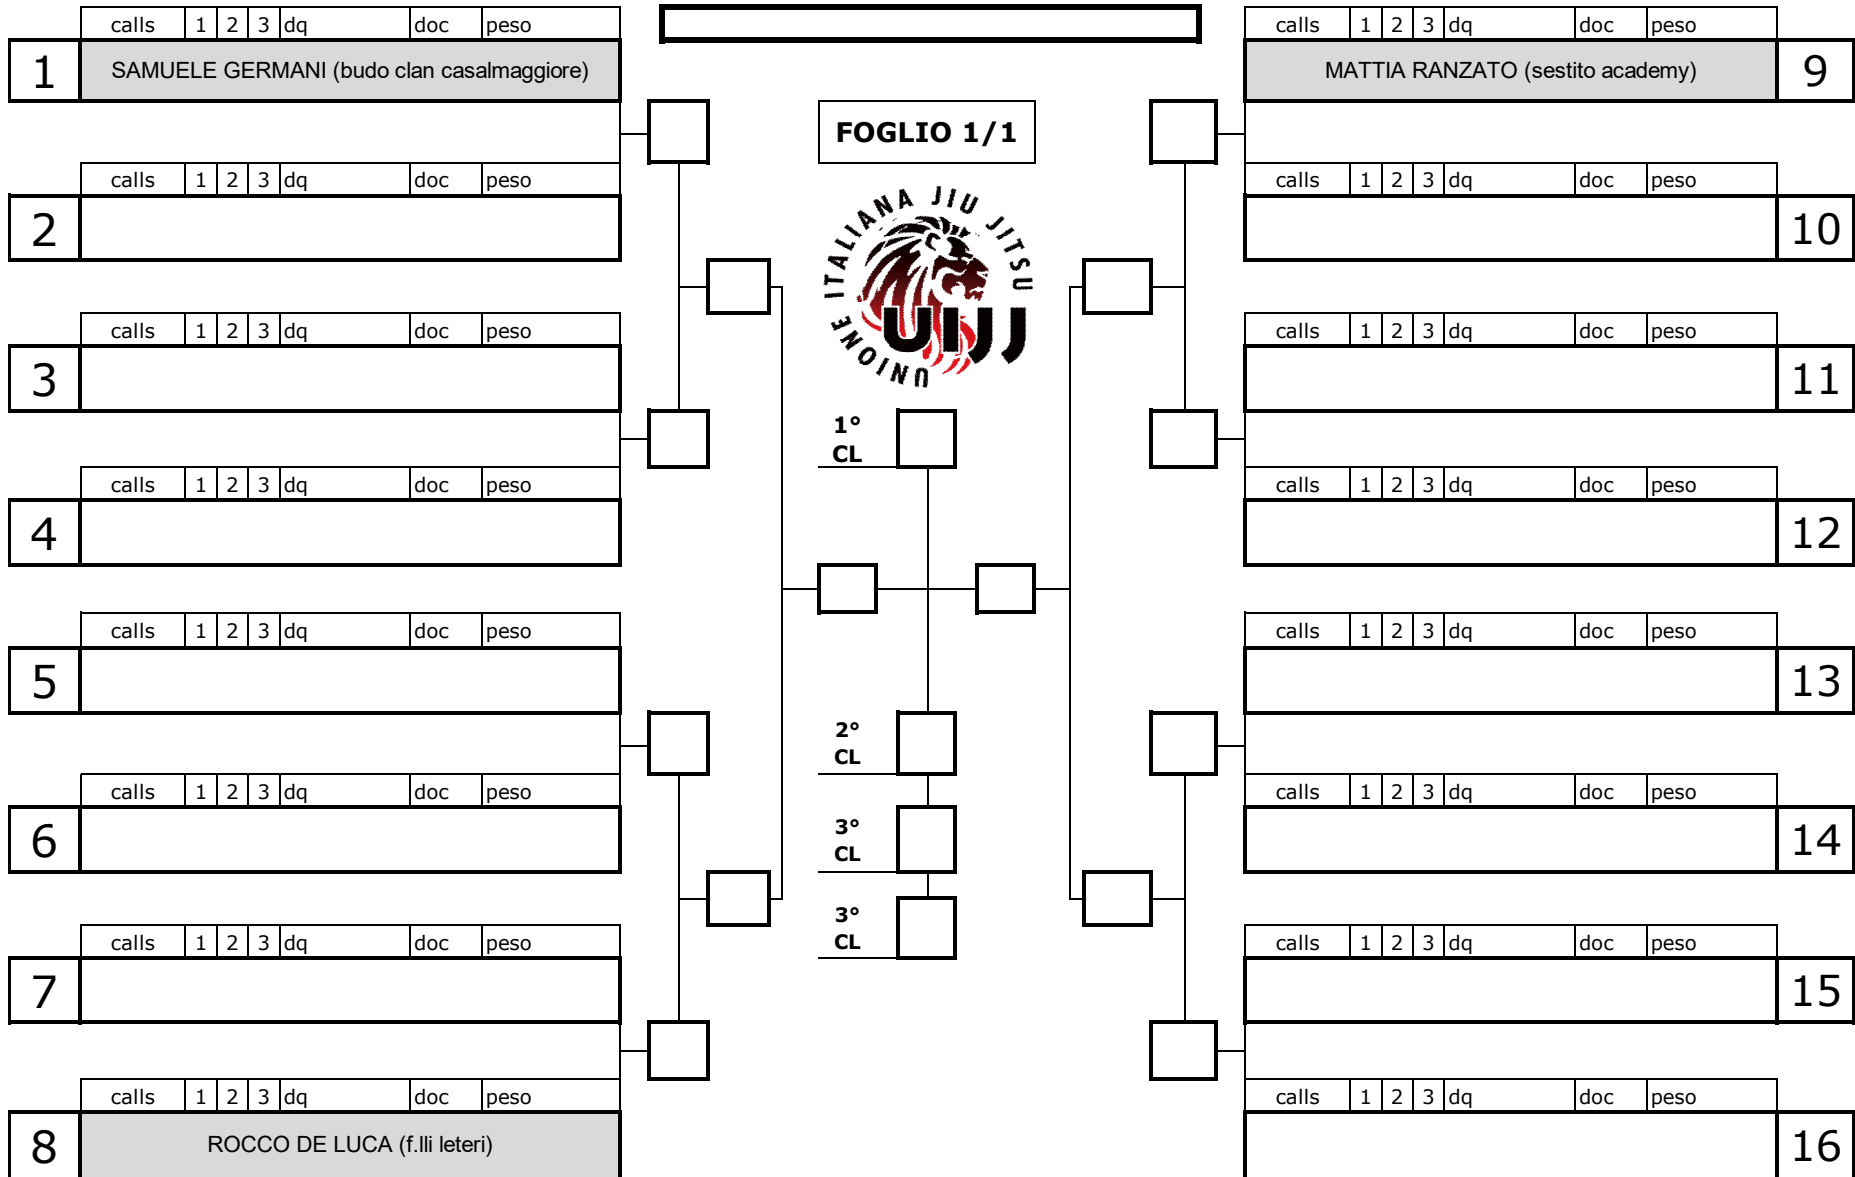 calls 1 2 3 dq doc peso
1 SAMUELE GERMANI (budo clan casalmaggiore)
calls 1 2 3 dq doc peso
2
calls 1 2 3 dq doc peso
3
calls 1 2 3 dq doc peso
4
calls 1 2 3 dq doc peso
5
calls 1 2 3 dq doc peso
6
calls 1 2 3 dq doc peso
7
calls 1 2 3 dq doc peso
8 ROCCO DE LUCA (f.lli leteri)
FOGLIO 1/1
UNIONE ITALIANA JIU JITSU
UIJJ
1°
CL
2°
CL
3°
CL
3°
CL
calls 1 2 3 dq doc peso
MATTIA RANZATO (sestito academy) 9
calls 1 2 3 dq doc peso
10
calls 1 2 3 dq doc peso
11
calls 1 2 3 dq doc peso
12
calls 1 2 3 dq doc peso
13
calls 1 2 3 dq doc peso
14
calls 1 2 3 dq doc peso
15
calls 1 2 3 dq doc peso
16